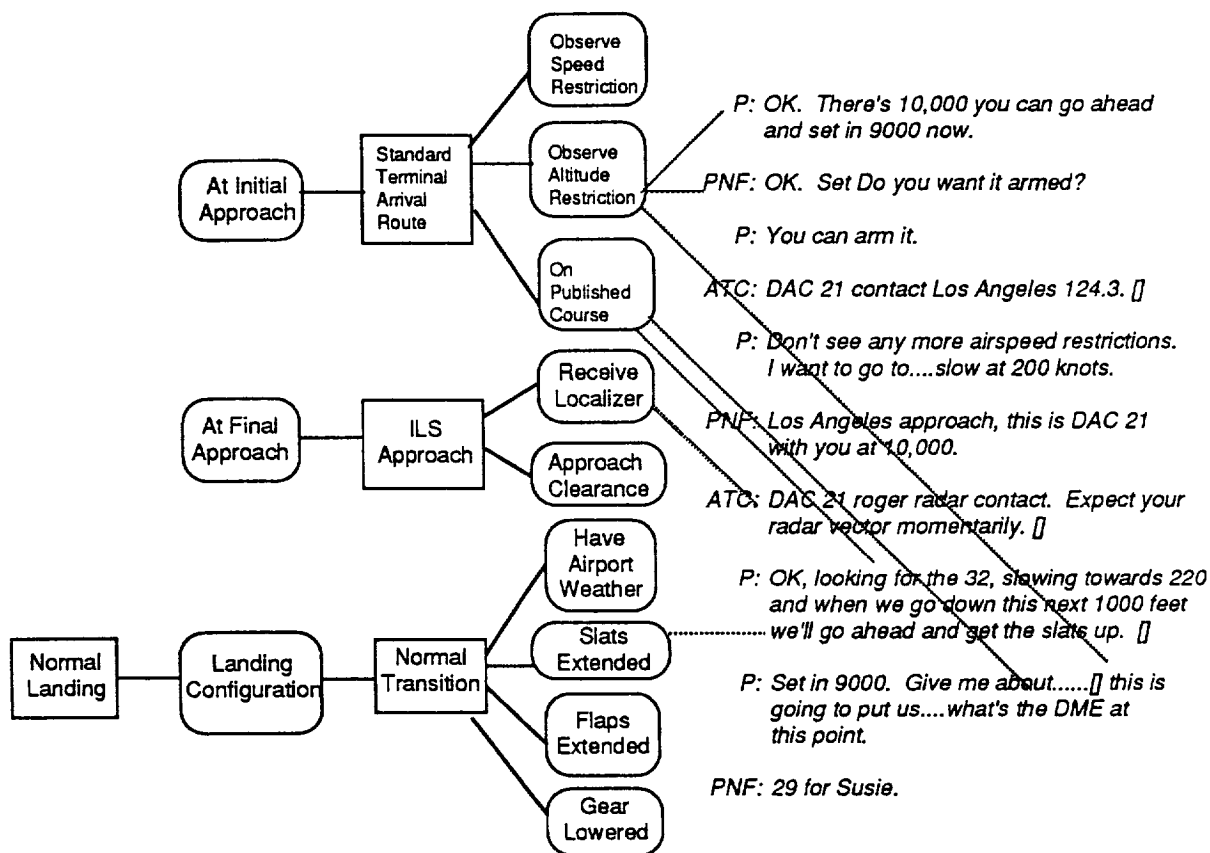 Observe
Speed
Restriction
At Initial
Approach
Standard
Terminal
Arrival
Route
Observe
Altitude
Restriction
On
Published
Course
At Final
Approach
ILS
Approach
Receive
Localizer
Approach
Clearance
Normal
Landing
Landing
Configuration
Normal
Transition
Have
Airport
Weather
Slats
Extended
Flaps
Extended
Gear
Lowered
P: OK. There's 10,000 you can go ahead
and set in 9000 now.
PNF: OK. Set Do you want it armed?
P: You can arm it.
ATC: DAC 21 contact Los Angeles 124.3. []
P: Don't see any more airspeed restrictions.
I want to go to....slow at 200 knots.
PNF: Los Angeles approach, this is DAC 21
with you at 10,000.
ATC: DAC 21 roger radar contact. Expect your
radar vector momentarily. []
P: OK, looking for the 32, slowing towards 220
and when we go down this next 1000 feet
we'll go ahead and get the slats up. []
P: Set in 9000. Give me about......[] this is
going to put us....what's the DME at
this point.
PNF: 29 for Susie.